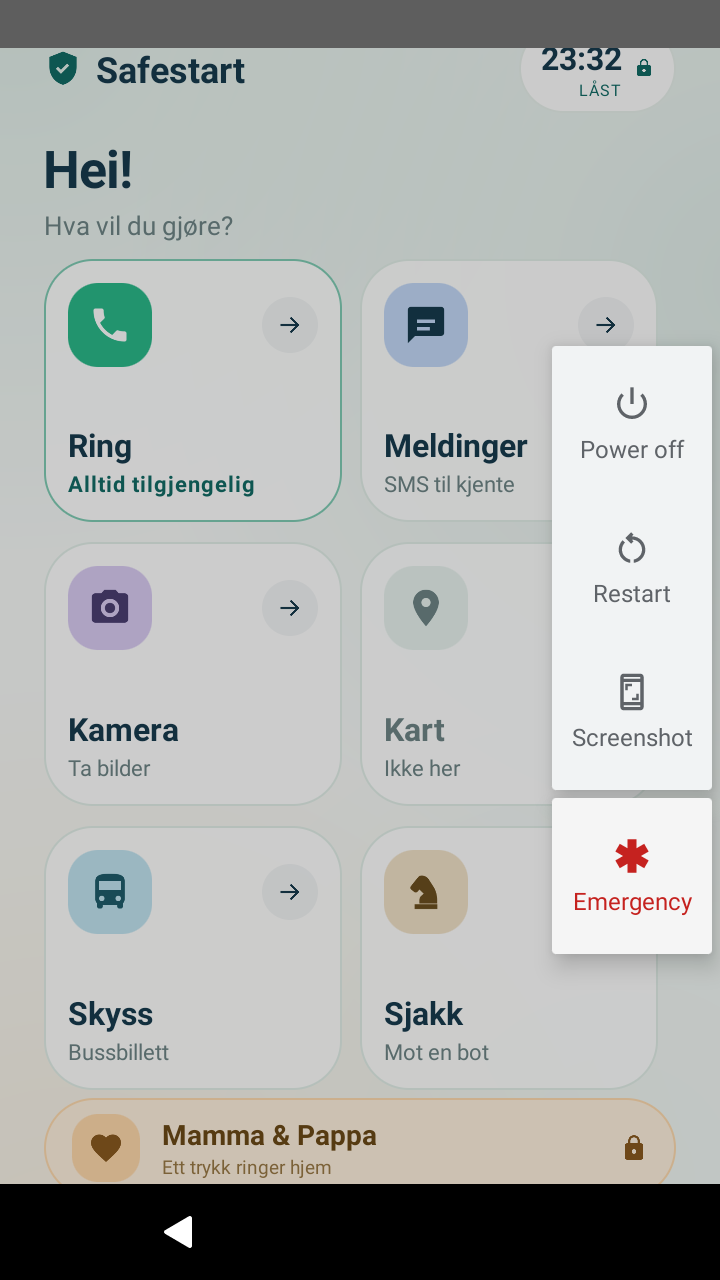 Safestart
23:32
LÅST
Hei!
Hva vil du gjøre?
Ring
Alltid tilgjengelig
Meldinger
SMS til kjente
Power off
Restart
Screenshot
Emergency
Kamera
Ta bilder
Kart
Ikke her
Skyss
Bussbillett
Sjakk
Mot en bot
Mamma & Pappa
Ett trykk ringer hjem